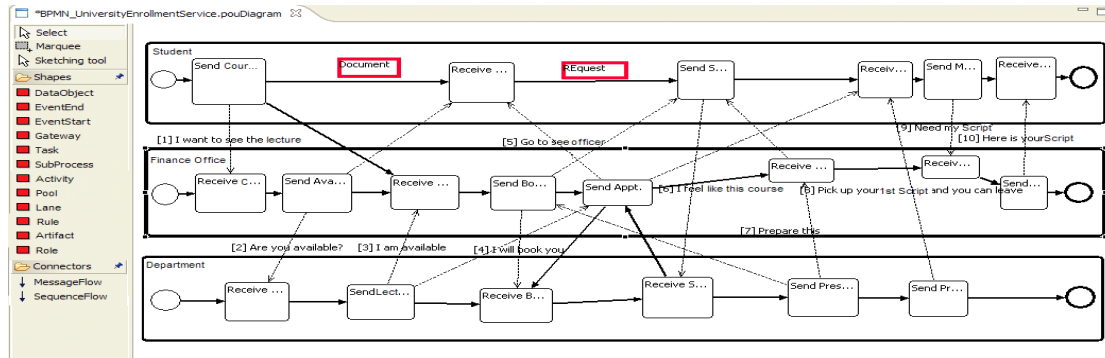 *BPMN_UniversityEnrollmentService.pouDiagram
Select
Marquee
Sketching tool
Shapes
DataObject
EventEnd
EventStart
Gateway
Task
SubProcess
Activity
Pool
Lane
Rule
Artifact
Role
Connectors
MessageFlow
SequenceFlow
Student
Send Cour...
Document
Receive ...
REquest
Send S...
Receiv...
Send M...
Receive...
[1] I want to see the lecture
[5] Go to see officer
[9] Need my Script
[10] Here is yourScript
Finance Office
Receive C...
Send Ava...
Receive ...
Send Bo...
Send Appt.
Receive ...
Receiv...
Send...
[6] I feel like this course
[8] Pick up your1st Script and you can leave
[2] Are you available?
[3] I am available
[4] I will book you
[7] Prepare this
Department
Receive ...
SendLect...
Receive B...
Receive S...
Send Pres...
Send Pr...